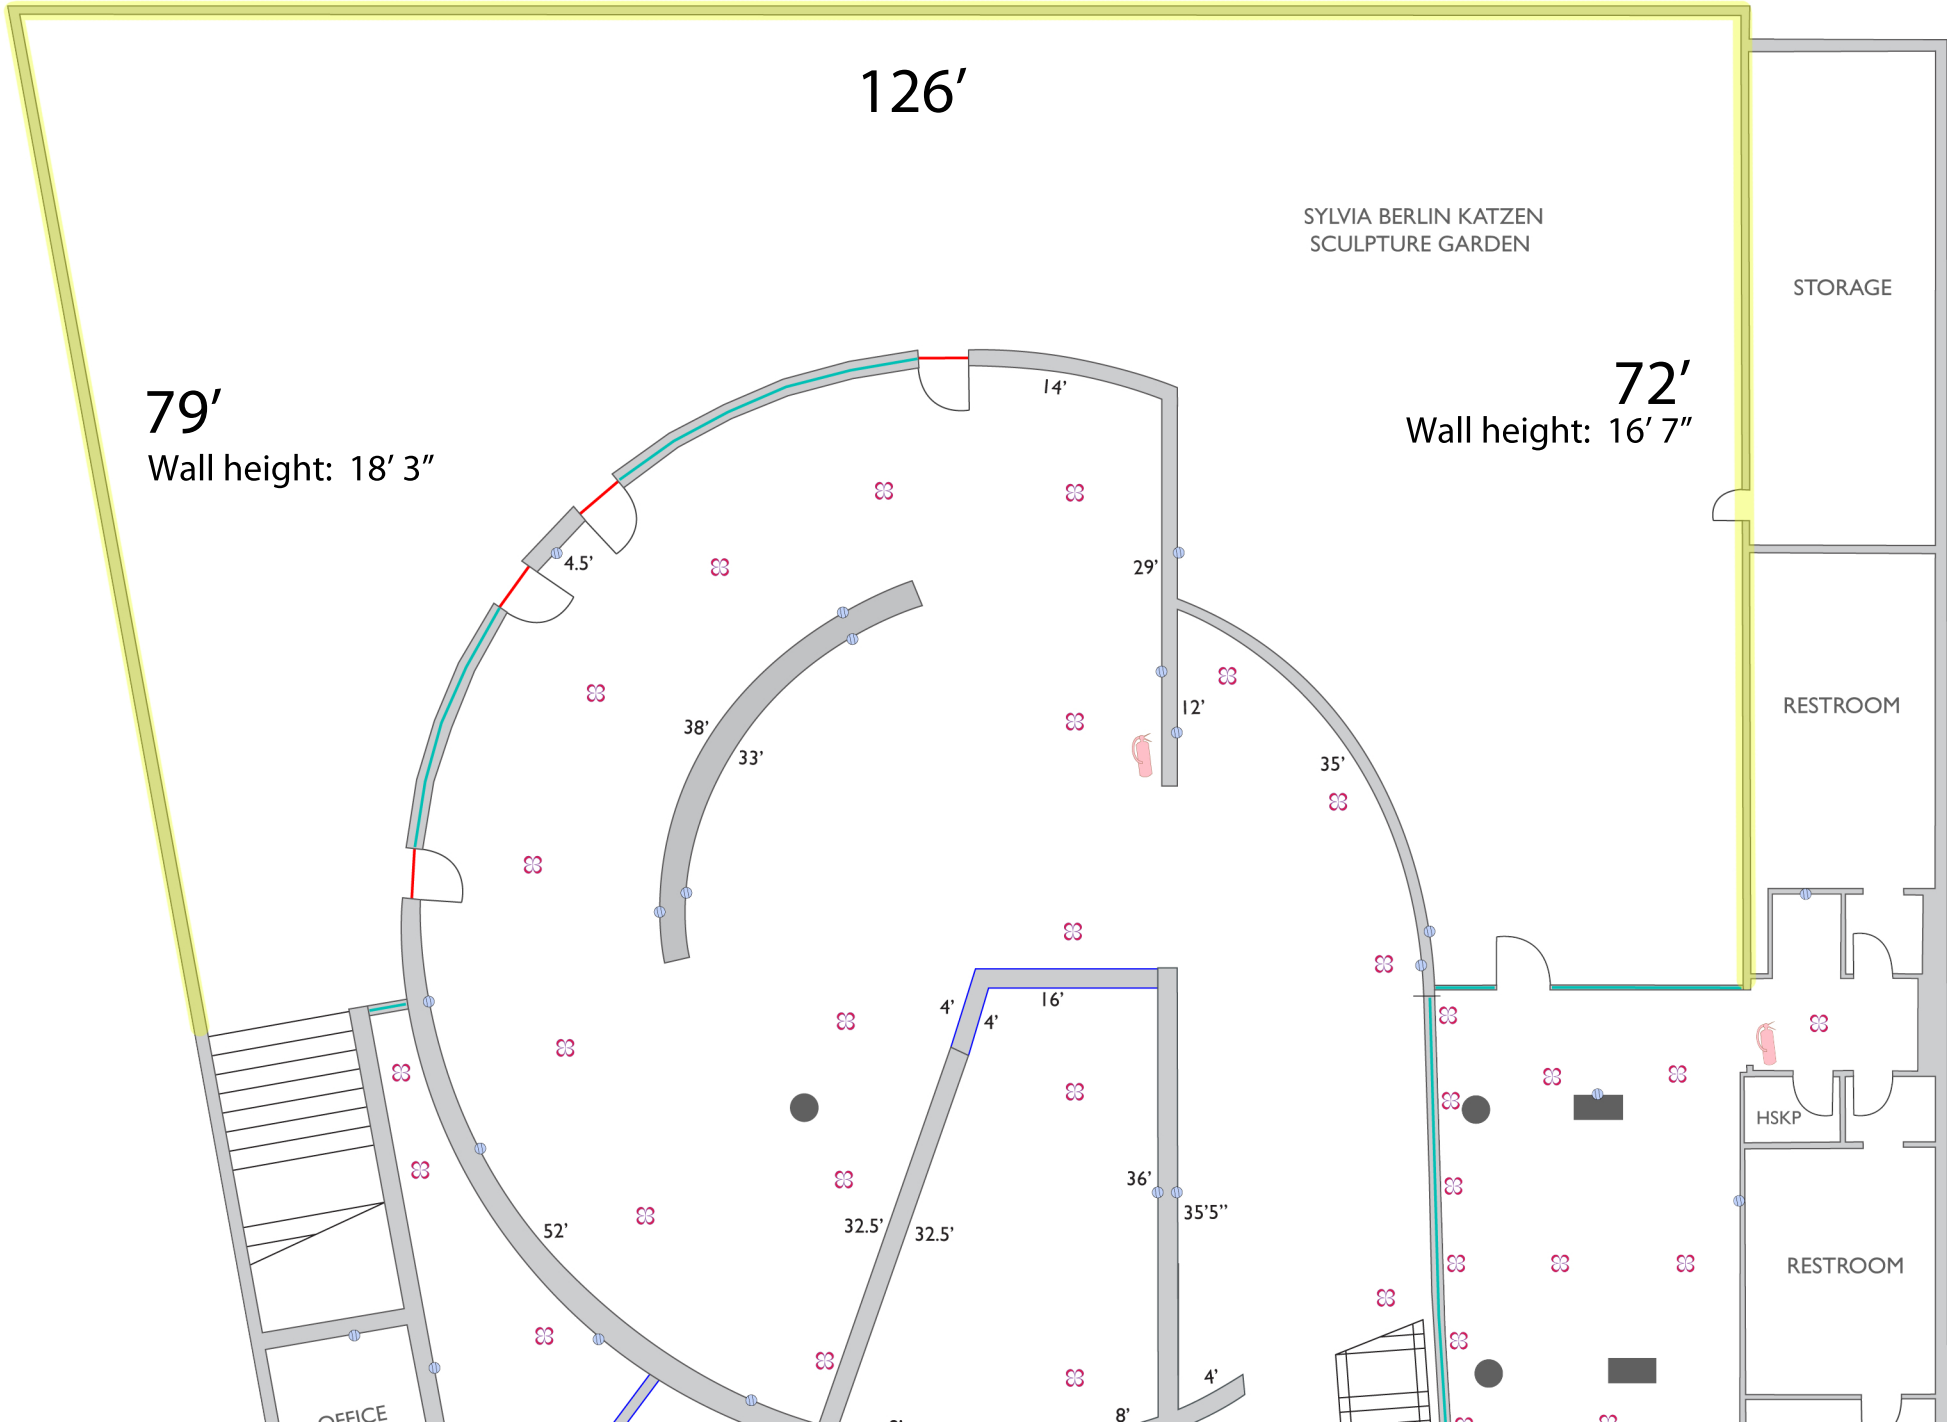 126’
SYLVIA BERLIN KATZEN
SCULPTURE GARDEN
STORAGE
79’
Wall height:  18’ 3”
72’
Wall height:  16’ 7”
14’
4.5’
29’
RESTROOM
12’
38’
33’
35’
4’
16’
4’
HSKP
36’
35’5’’
52’
32.5’
32.5’
RESTROOM
4’
8’
OFFICE